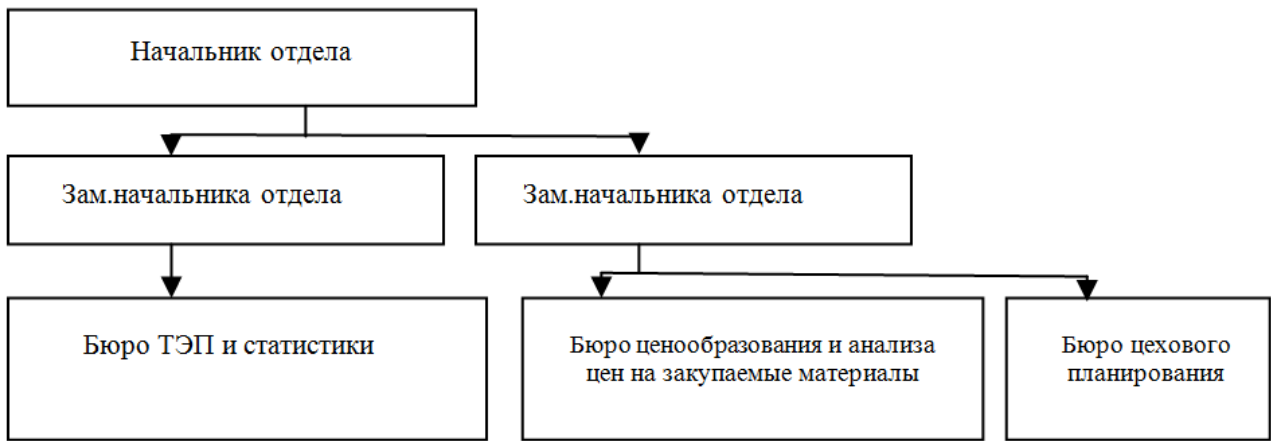 Начальник отдела
Зам.начальника отдела
Зам.начальника отдела
Бюро ТЭП и статистики
Бюро ценообразования и анализа
цен на закупаемые материалы
Бюро цехового
планирования